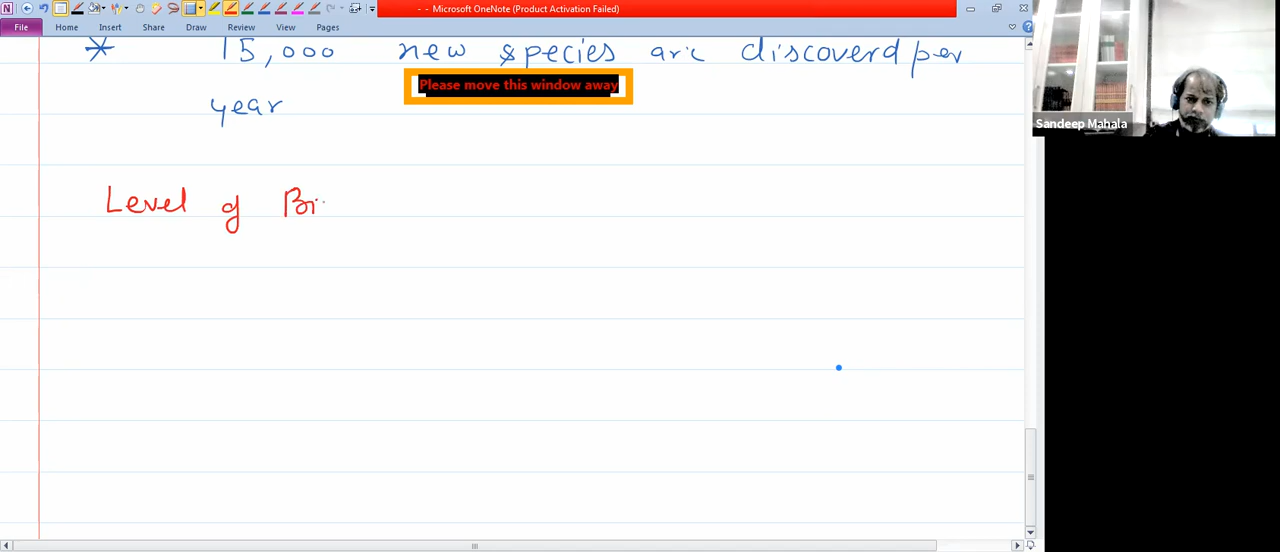 - - Microsoft OneNote (Product Activation Failed)
File Home Insert Share Draw Review View Pages
* 15,000 new species are discoverd per
Please move this window away
year
Sandeep Mahala
Level of Bi